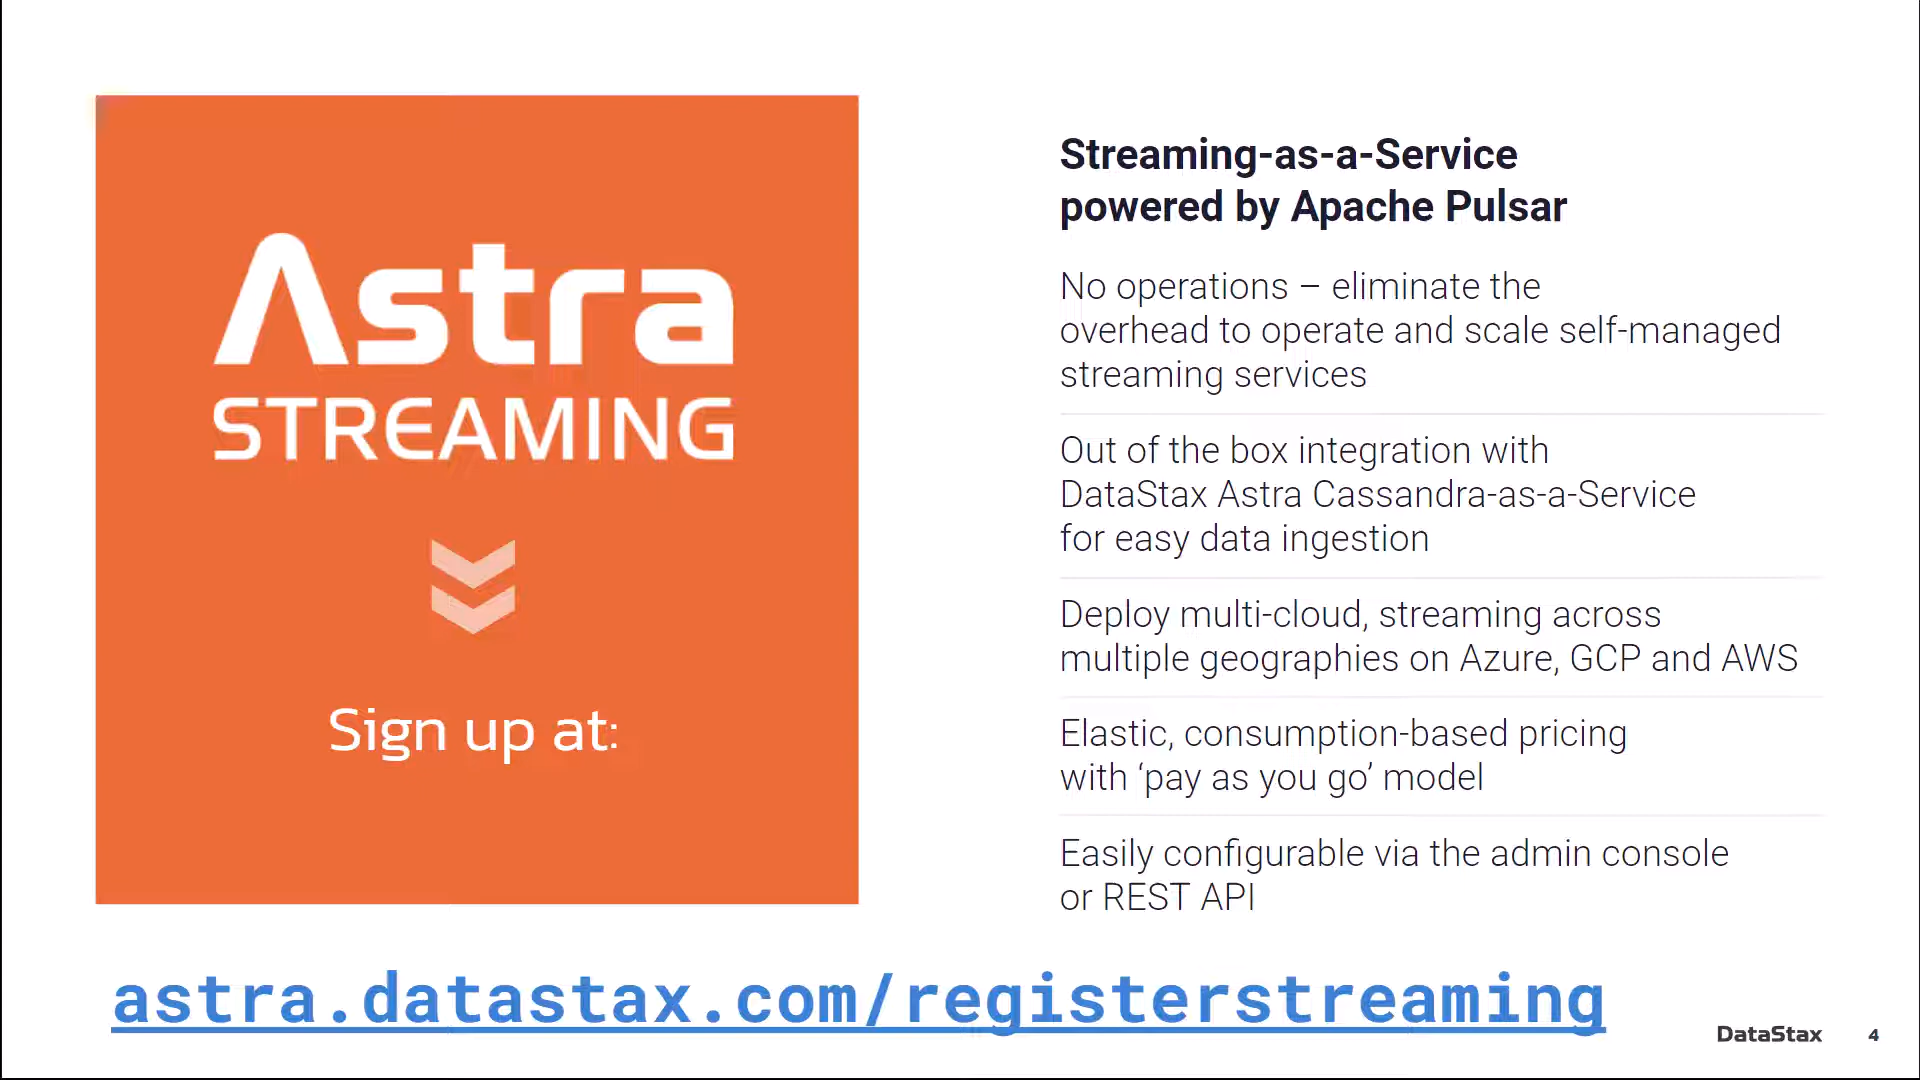 Astra
STREAMING
Sign up at:
Streaming-as-a-Service
powered by Apache Pulsar
No operations – eliminate the
overhead to operate and scale self-managed
streaming services
Out of the box integration with
DataStax Astra Cassandra-as-a-Service
for easy data ingestion
Deploy multi-cloud, streaming across
multiple geographies on Azure, GCP and AWS
Elastic, consumption-based pricing
with ‘pay as you go’ model
Easily configurable via the admin console
or REST API
astra.datastax.com/registerstreaming
DataStax
4